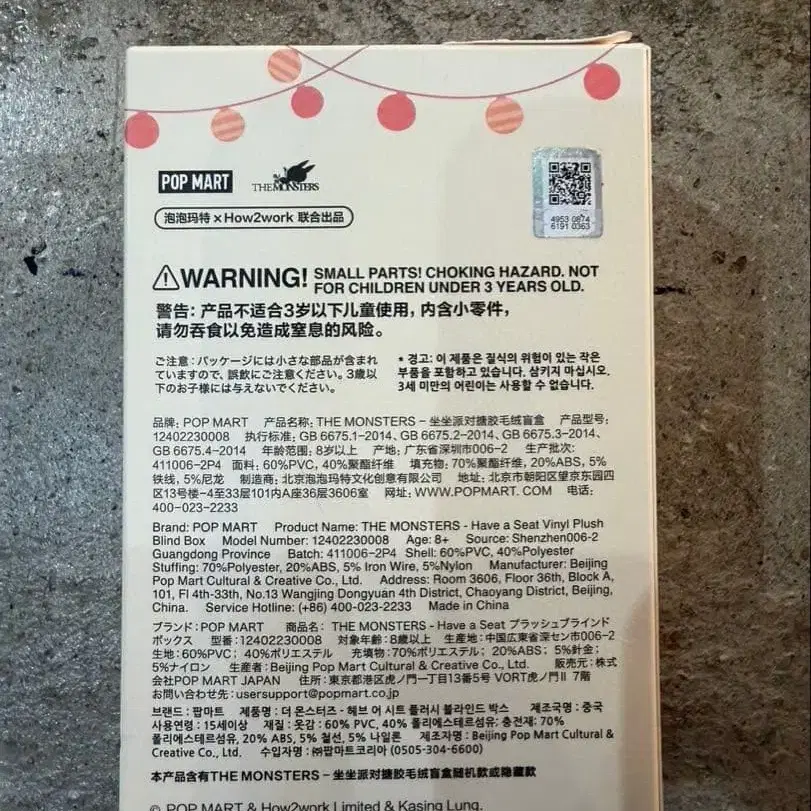 POP MART THE MONSTERS
泡泡玛特 × How2work 联合出品
4953 0874
6191 0363
WARNING! SMALL PARTS! CHOKING HAZARD. NOT
FOR CHILDREN UNDER 3 YEARS OLD.
警告: 产品不适合3岁以下儿童使用，内含小零件，
请勿吞食以免造成窒息的风险。
ご注意：パッケージには小さな部品が含まれ
ていますので、誤飲にご注意ください。3歳以
下のお子様には与えないでください。
* 경고: 이 제품은 질식의 위험이 있는 작은
부품을 포함하고 있습니다. 삼키지 마십시오.
3세 미만의 어린이는 사용할 수 없습니다.
品牌: POP MART 产品名称: THE MONSTERS – 坐坐派对搪胶毛绒盲盒 产品型号:
12402230008 执行标准: GB 6675.1-2014、GB 6675.2-2014、GB 6675.3-2014、
GB 6675.4-2014 年龄范围: 8岁以上 产地: 广东省深圳市006-2 生产批次:
411006-2P4 面料: 60%PVC, 40%聚酯纤维 填充物: 70%聚酯纤维, 20%ABS, 5%
铁线, 5%尼龙 制造商: 北京泡泡玛特文化创意有限公司 地址: 北京市朝阳区望京东园四
区13号楼-4至33层101内A座36层3606室 网址: WWW.POPMART. COM 电话:
400-023-2233
Brand: POP MART Product Name: THE MONSTERS - Have a Seat Vinyl Plush
Blind Box Model Number: 12402230008 Age: 8+ Source: Shenzhen006-2
Guangdong Province Batch: 411006-2P4 Shell: 60%PVC, 40%Polyester
Stuffing: 70%Polyester, 20%ABS, 5% Iron Wire, 5%Nylon Manufacturer: Beijing
Pop Mart Cultural & Creative Co., Ltd. Address: Room 3606, Floor 36th, Block A,
101, Fl 4th-33th, No.13 Wangjing Dongyuan 4th District, Chaoyang District, Beijing,
China. Service Hotline: (+86) 400-023-2233 Made in China
ブランド: POP MART 商品名: THE MONSTERS - Have a Seat プラッシュブラインド
ボックス 型番: 12402230008 対象年齢: 8歳以上 生産地: 中国広東省深セン市006-2
生地: 60%PVC; 40%ポリエステル 充填物: 70%ポリエステル; 20%ABS; 5%針金;
5%ナイロン 生産者: Beijing Pop Mart Cultural & Creative Co., Ltd. 販売元: 株式
会社POP MART JAPAN 住所: 東京都港区虎ノ門一丁目13番5号 VORT虎ノ門Ⅱ 7階
お問い合わせ先: usersupport@popmart.co.jp
브랜드: 팝마트 제품명: 더 몬스터즈- 헤브 어 시트 플러시 블라인드 박스 제조국명: 중국
사용연령: 15세이상 재질: 옷감: 60% PVC, 40% 폴리에스테르섬유; 충전재: 70%
폴리에스테르섬유, 20% ABS, 5% 철선, 5% 나일론 제조자명: Beijing Pop Mart Cultural &
Creative Co., Ltd. 수입자명: ㈜팝마트코리아 (0505-304-6600)
本产品含有THE MONSTERS – 坐坐派对搪胶毛绒盲盒随机款或隐藏款
© POP MART & How2work Limited & Kasing Lung.